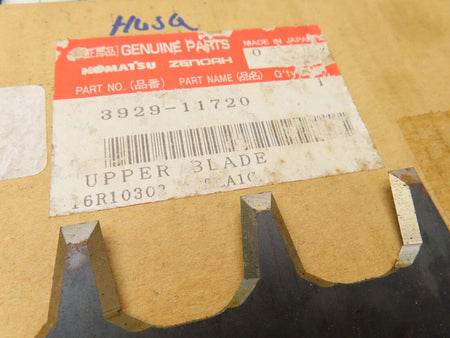 Husq
GENUINE PARTS MADE IN JAPAN
KOMATSU ZENOAH
PART NO.(品番) PART NAME (品名) Q'ty
3929-11720 1
UPPER BLADE